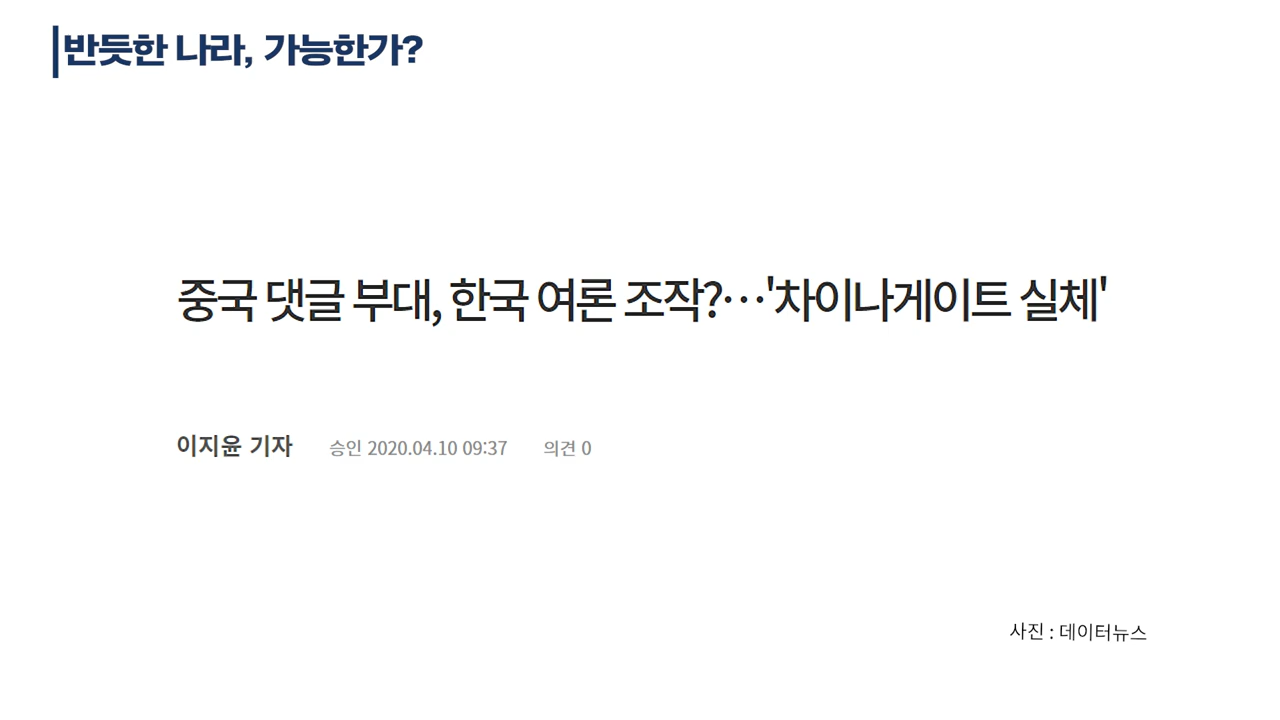 반듯한 나라, 가능한가?
중국 댓글 부대, 한국 여론 조작?…'차이나게이트 실체'
이지윤 기자 승인 2020.04.10 09:37 의견 0
사진 : 데이터뉴스